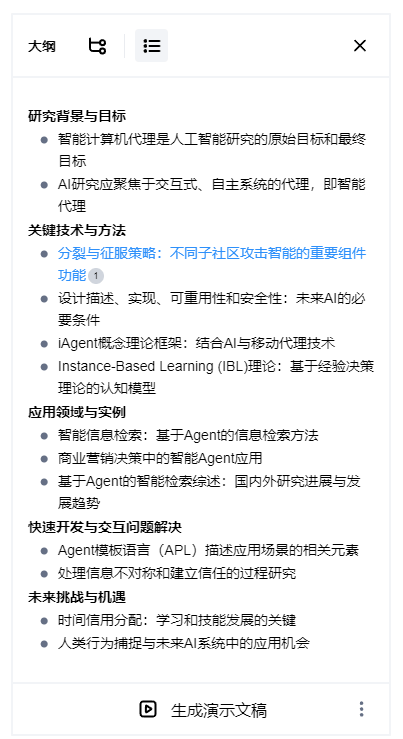 大纲
研究背景与目标
智能计算机代理是人工智能研究的原始目标和最终
目标
AI研究应聚焦于交互式、自主系统的代理，即智能
代理
关键技术与方法
分裂与征服策略：不同子社区攻击智能的重要组件
功能 1
设计描述、实现、可重用性和安全性：未来AI的必
要条件
iAgent概念理论框架：结合AI与移动代理技术
Instance-Based Learning (IBL)理论：基于经验决策
理论的认知模型
应用领域与实例
智能信息检索：基于Agent的信息检索方法
商业营销决策中的智能Agent应用
基于Agent的智能检索综述：国内外研究进展与发
展趋势
快速开发与交互问题解决
Agent模板语言（APL）描述应用场景的相关元素
处理信息不对称和建立信任的过程研究
未来挑战与机遇
时间信用分配：学习和技能发展的关键
人类行为捕捉与未来AI系统中的应用机会
生成演示文稿